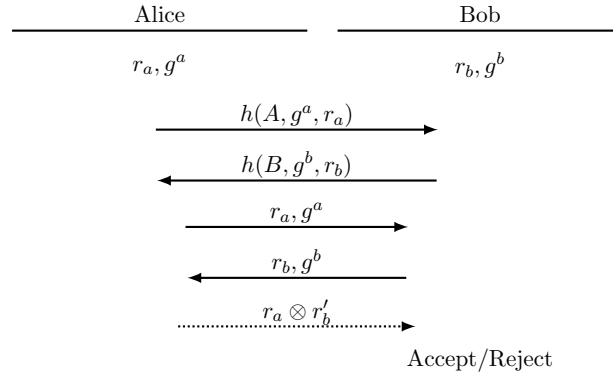 Alice Bob
r_a, g^a r_b, g^b
h(A, g^a, r_a)
h(B, g^b, r_b)
r_a, g^a
r_b, g^b
r_a ⊗ r'_b
Accept/Reject